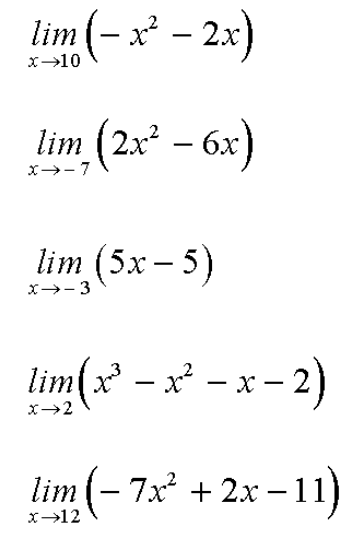 lim (− x² − 2x)
x→10
lim (2x² − 6x)
x→− 7
lim (5x − 5)
x→− 3
lim (x³ − x² − x − 2)
x→2
lim (− 7x² + 2x − 11)
x→12